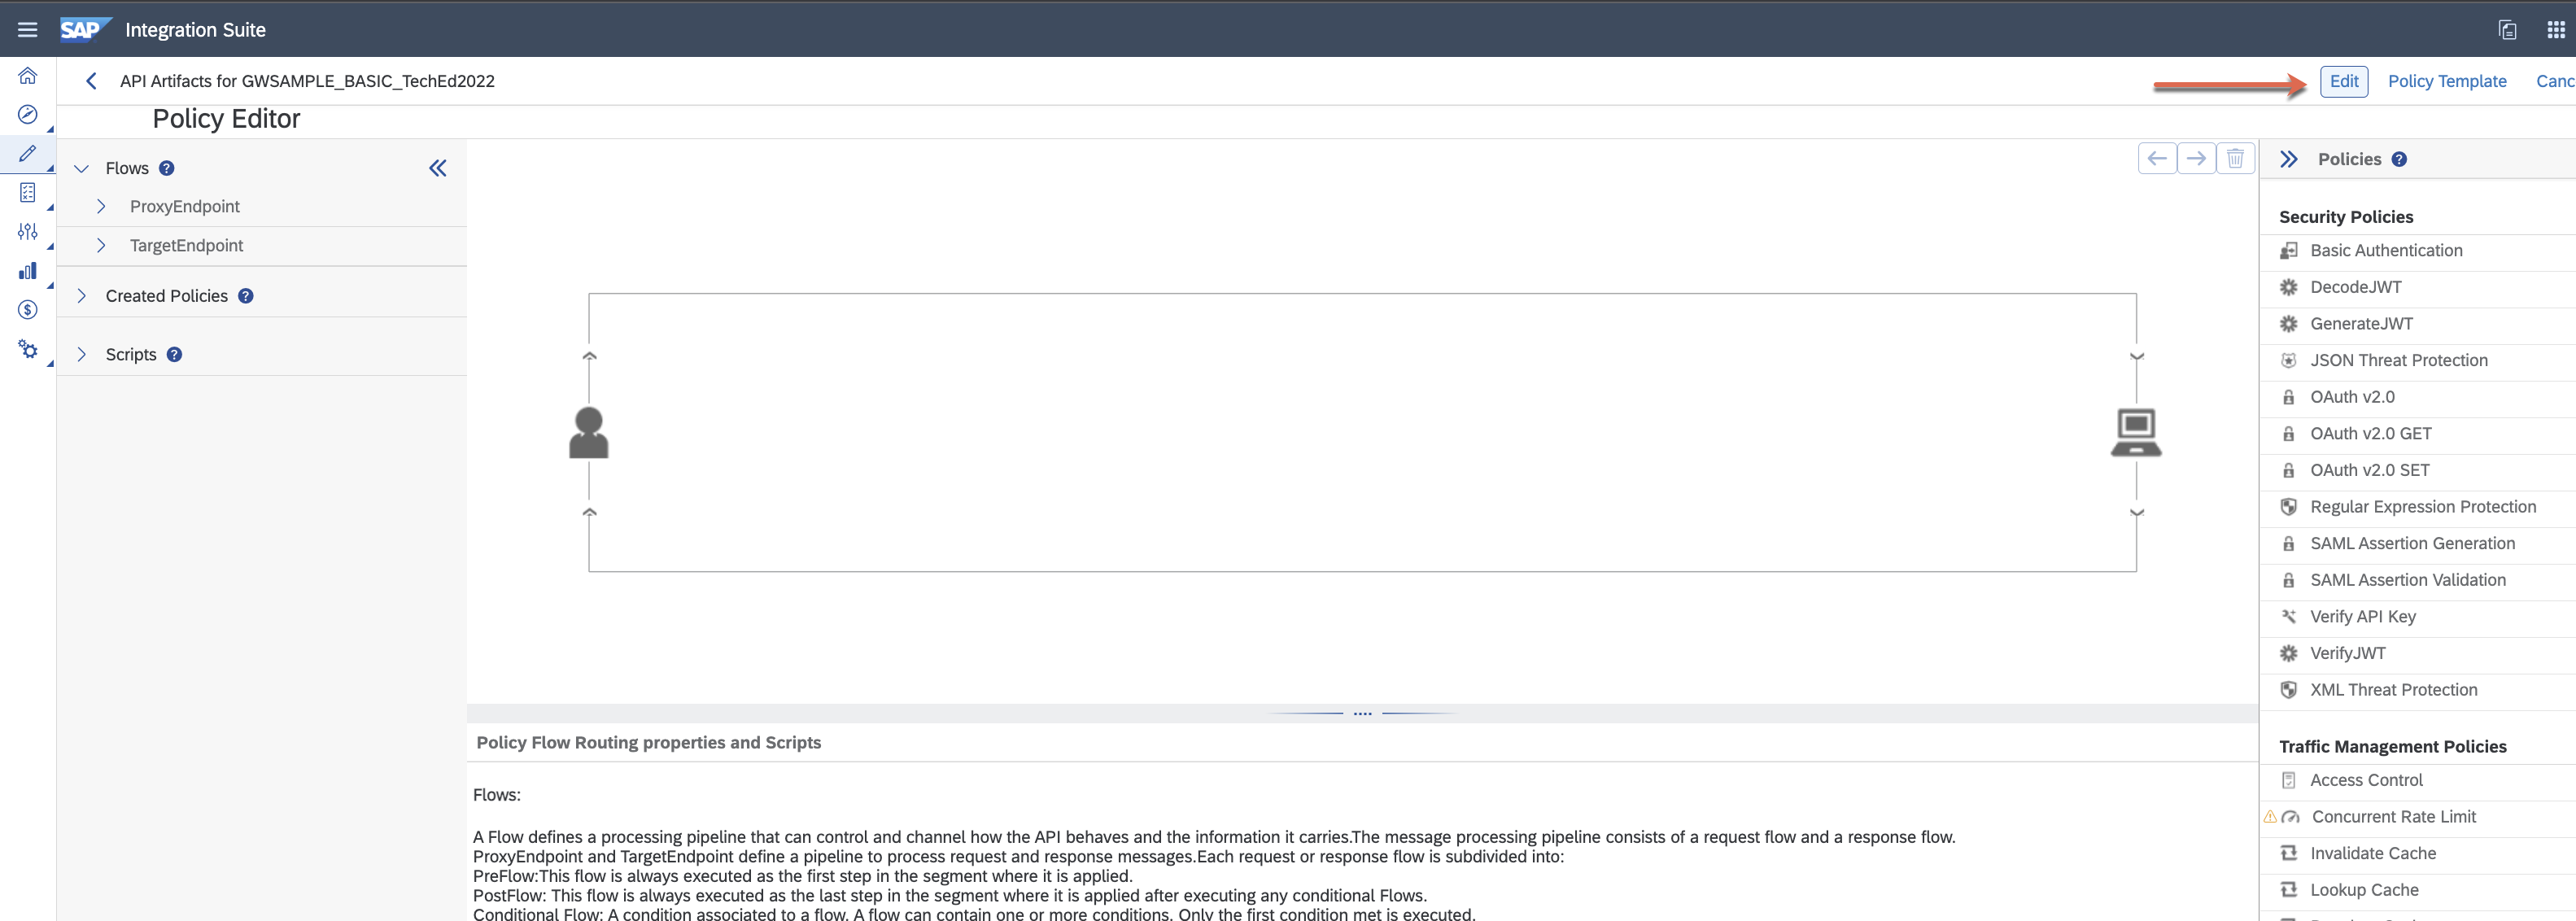 SAP Integration Suite
API Artifacts for GWSAMPLE_BASIC_TechEd2022
Edit Policy Template Canc
Policy Editor
Flows ?
ProxyEndpoint
TargetEndpoint
Created Policies ?
Scripts ?
Policies ?
Security Policies
Basic Authentication
DecodeJWT
GenerateJWT
JSON Threat Protection
OAuth v2.0
OAuth v2.0 GET
OAuth v2.0 SET
Regular Expression Protection
SAML Assertion Generation
SAML Assertion Validation
Verify API Key
VerifyJWT
XML Threat Protection
Traffic Management Policies
Access Control
Concurrent Rate Limit
Invalidate Cache
Lookup Cache
Policy Flow Routing properties and Scripts
Flows:
A Flow defines a processing pipeline that can control and channel how the API behaves and the information it carries.The message processing pipeline consists of a request flow and a response flow.
ProxyEndpoint and TargetEndpoint define a pipeline to process request and response messages.Each request or response flow is subdivided into:
PreFlow:This flow is always executed as the first step in the segment where it is applied.
PostFlow: This flow is always executed as the last step in the segment where it is applied after executing any conditional Flows.
Conditional Flow: A condition associated to a flow. A flow can contain one or more conditions. Only the first condition met is executed.